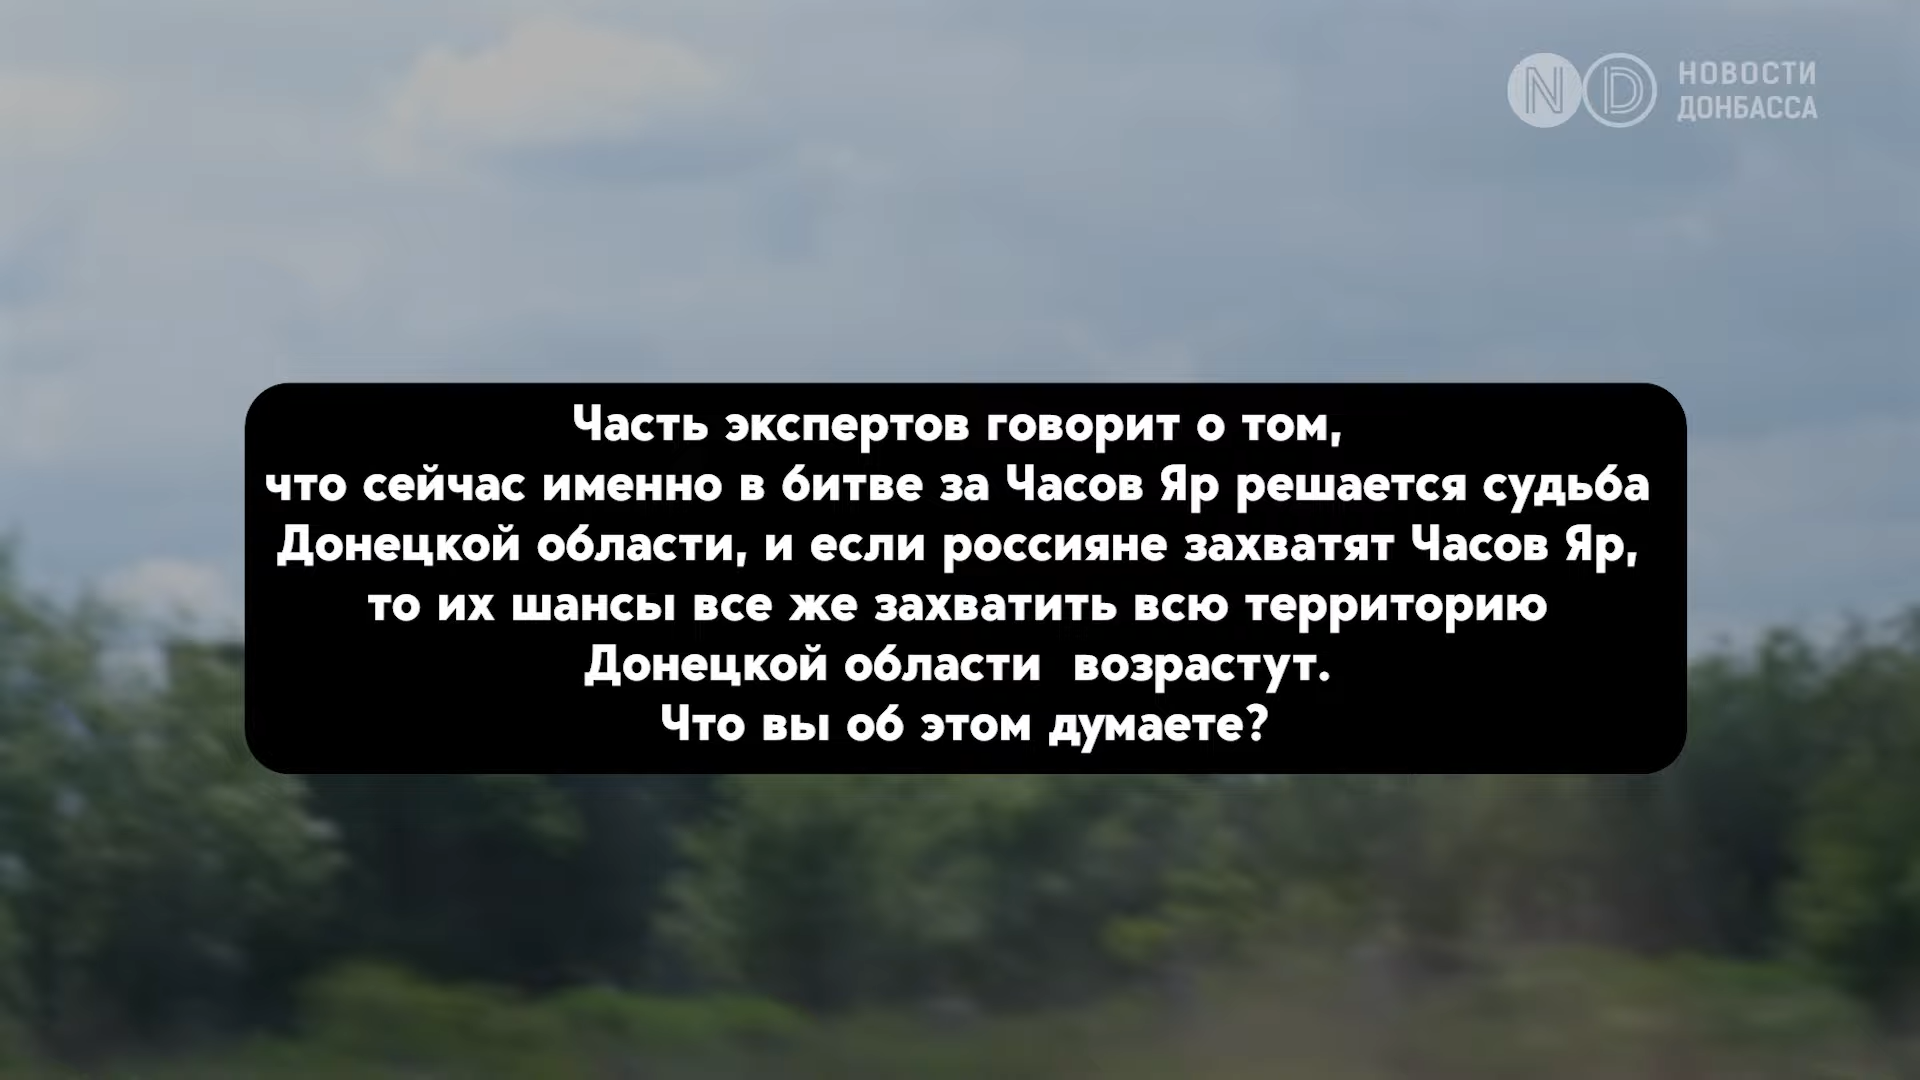 НОВОСТИ
ДОНБАССА
Часть экспертов говорит о том,
что сейчас именно в битве за Часов Яр решается судьба
Донецкой области, и если россияне захватят Часов Яр,
то их шансы все же захватить всю территорию
Донецкой области  возрастут.
Что вы об этом думаете?